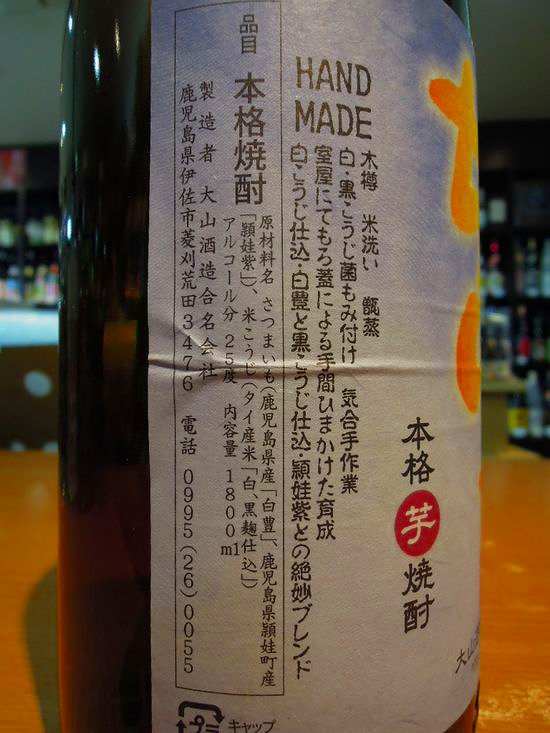 本格芋焼酎
大山
HAND
MADE
木樽 米洗い 甑蒸
白・黒こうじ菌もみ付け 気合手作業
室屋にてもろ蓋による手間ひまかけた育成
白こうじ仕込・白豊と黒こうじ仕込・頴娃紫との絶妙ブレンド
品目 本格焼酎
原材料名 さつまいも(鹿児島県産「白豊」、鹿児島県頴娃町産
「頴娃紫」)、米こうじ(タイ産米「白、黒麹仕込」)
アルコール分 25度 内容量 1800ml
製造者 大山酒造合名会社
鹿児島県伊佐市菱刈荒田3476 電話 0995(26)0055
キャップ